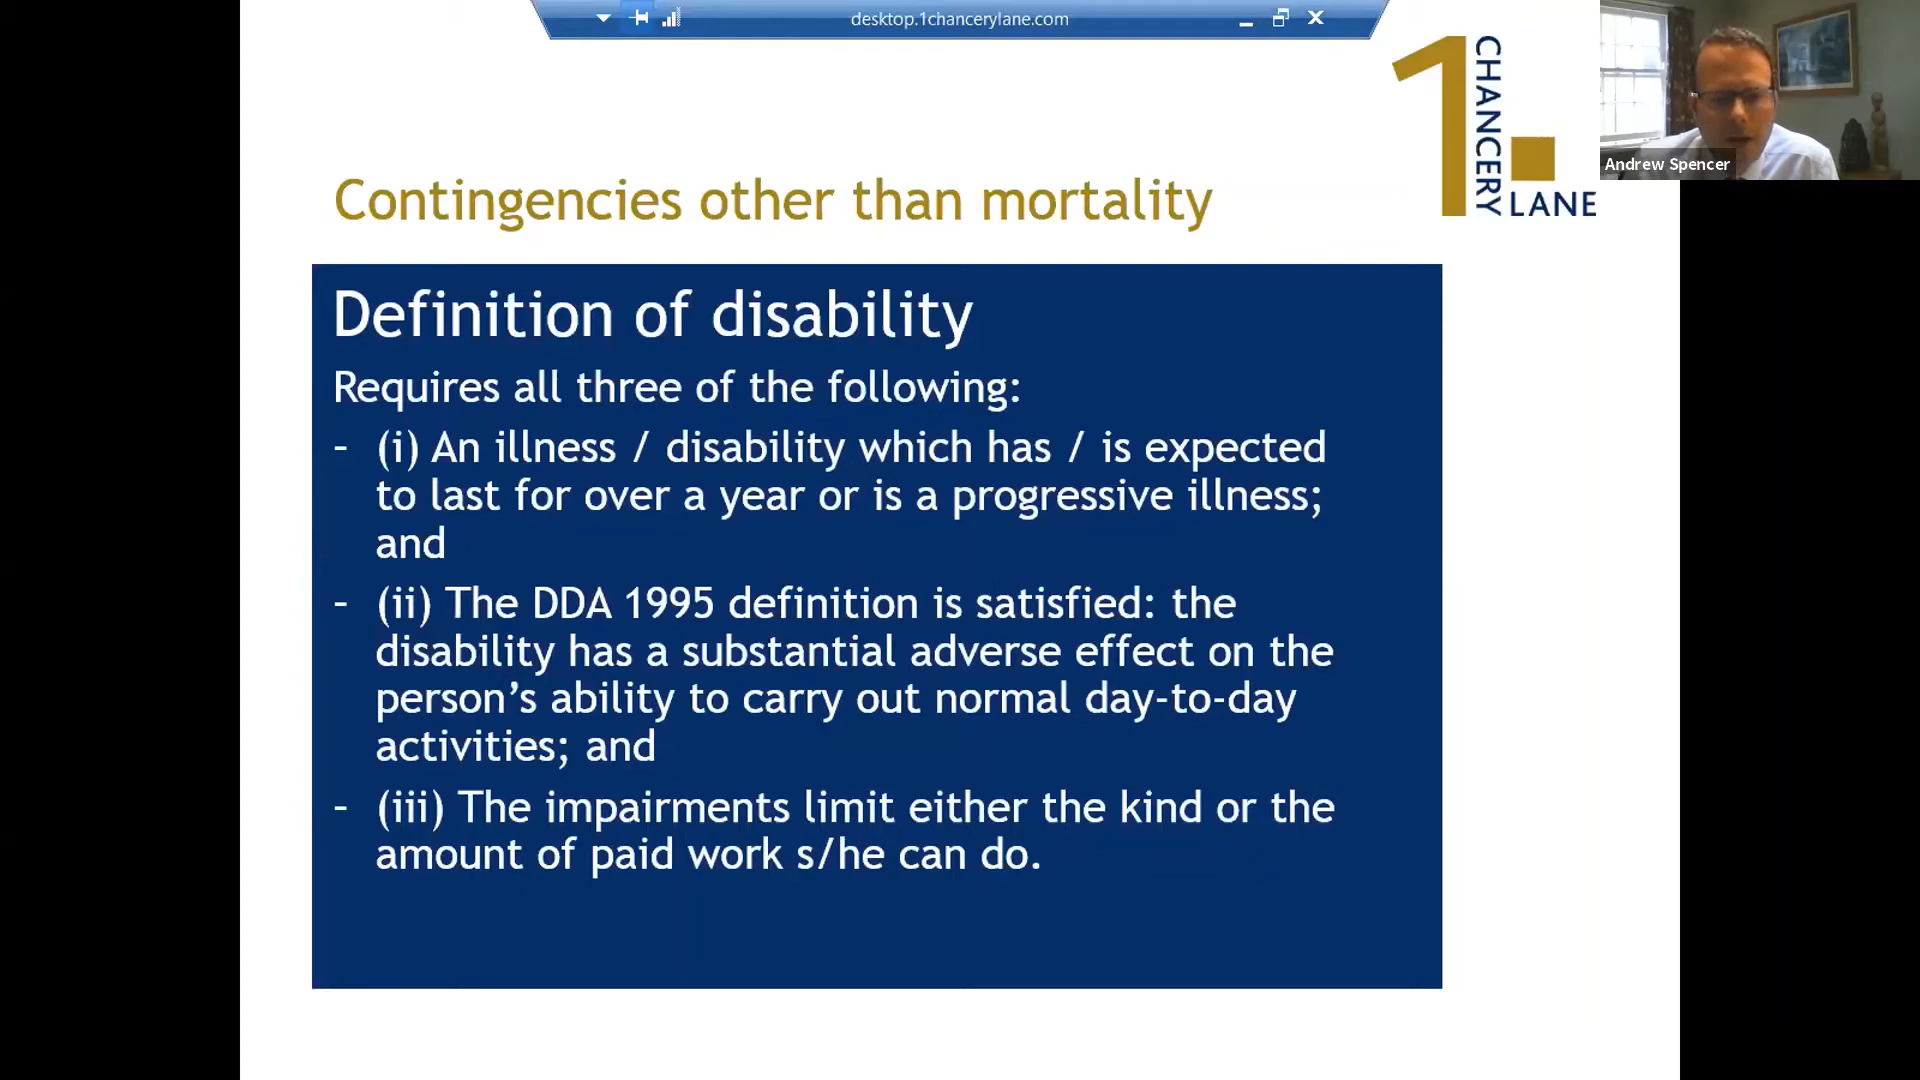 desktop.1chancerylane.com
1 CHANCERY LANE
Andrew Spencer
Contingencies other than mortality
Definition of disability
Requires all three of the following:
- (i) An illness / disability which has / is expected
to last for over a year or is a progressive illness;
and
- (ii) The DDA 1995 definition is satisfied: the
disability has a substantial adverse effect on the
person’s ability to carry out normal day-to-day
activities; and
- (iii) The impairments limit either the kind or the
amount of paid work s/he can do.